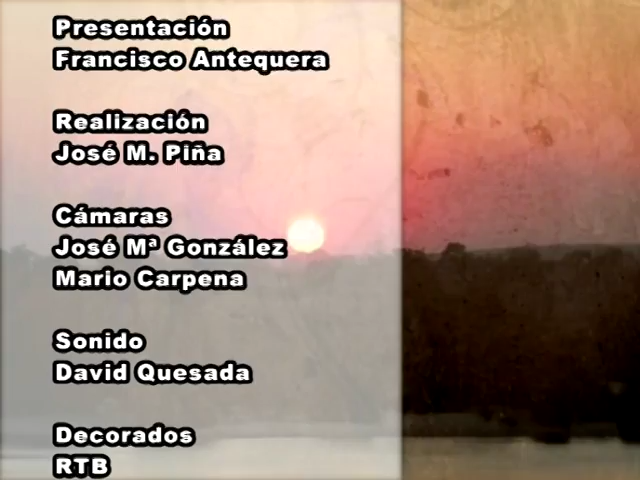 Presentación
Francisco Antequera
Realización
José M. Piña
Cámaras
José Mª González
Mario Carpena
Sonido
David Quesada
Decorados
RTB